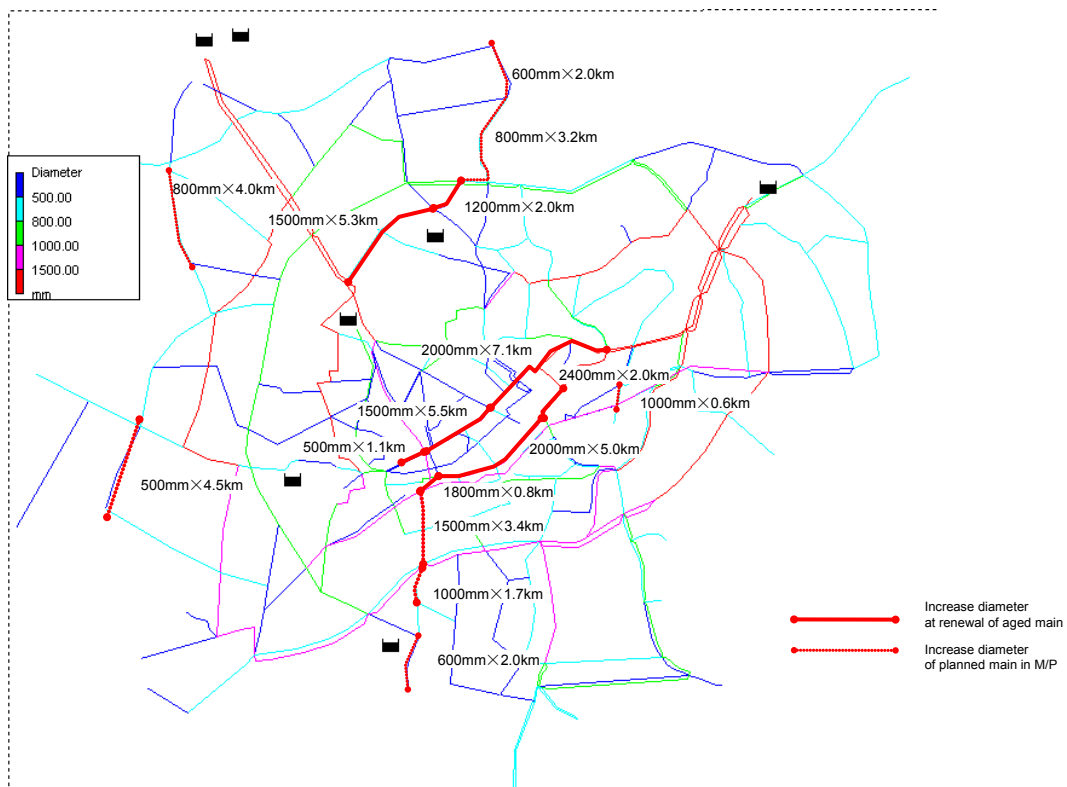 600mm×2.0km
800mm×3.2km
Diameter
500.00
800.00
1000.00
1500.00
mm
800mm×4.0km
1500mm×5.3km
1200mm×2.0km
2000mm×7.1km
2400mm×2.0km
1000mm×0.6km
1500mm×5.5km
500mm×1.1km
2000mm×5.0km
500mm×4.5km
1800mm×0.8km
1500mm×3.4km
1000mm×1.7km
600mm×2.0km
Increase diameter
at renewal of aged main
Increase diameter
of planned main in M/P